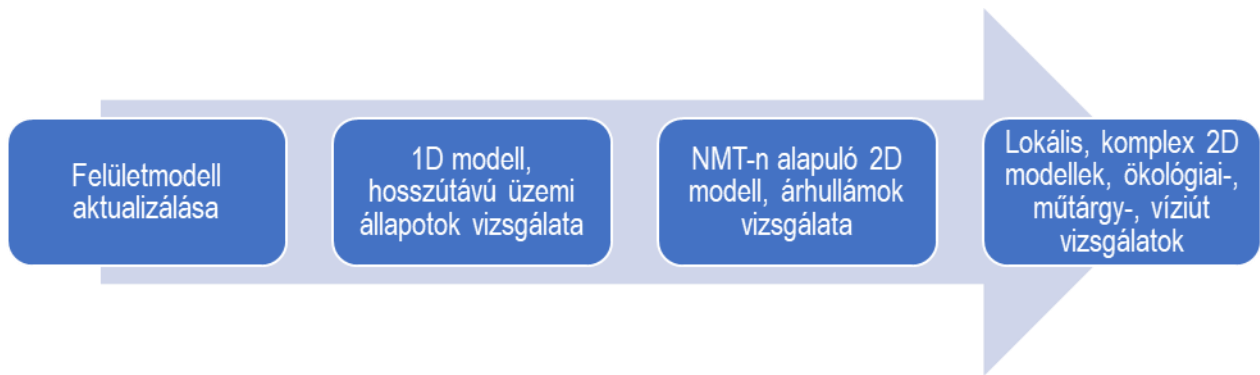 Felületmodell
aktualizálása
1D modell,
hosszútávú üzemi
állapotok vizsgálata
NMT-n alapuló 2D
modell, árhullámok
vizsgálata
Lokális, komplex 2D
modellek, ökológiai-,
műtárgy-, víziút
vizsgálatok